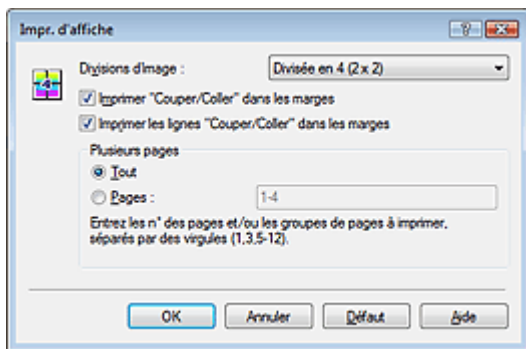 Impr. d'affiche
Divisions d'image :
Divisée en 4 (2 x 2)
4
Imprimer "Couper/Coller" dans les marges
Imprimer les lignes "Couper/Coller" dans les marges
Plusieurs pages
Tout
Pages :
1-4
Entrez les n° des pages et/ou les groupes de pages à imprimer,
séparés par des virgules (1,3,5-12).
OK
Annuler
Défaut
Aide